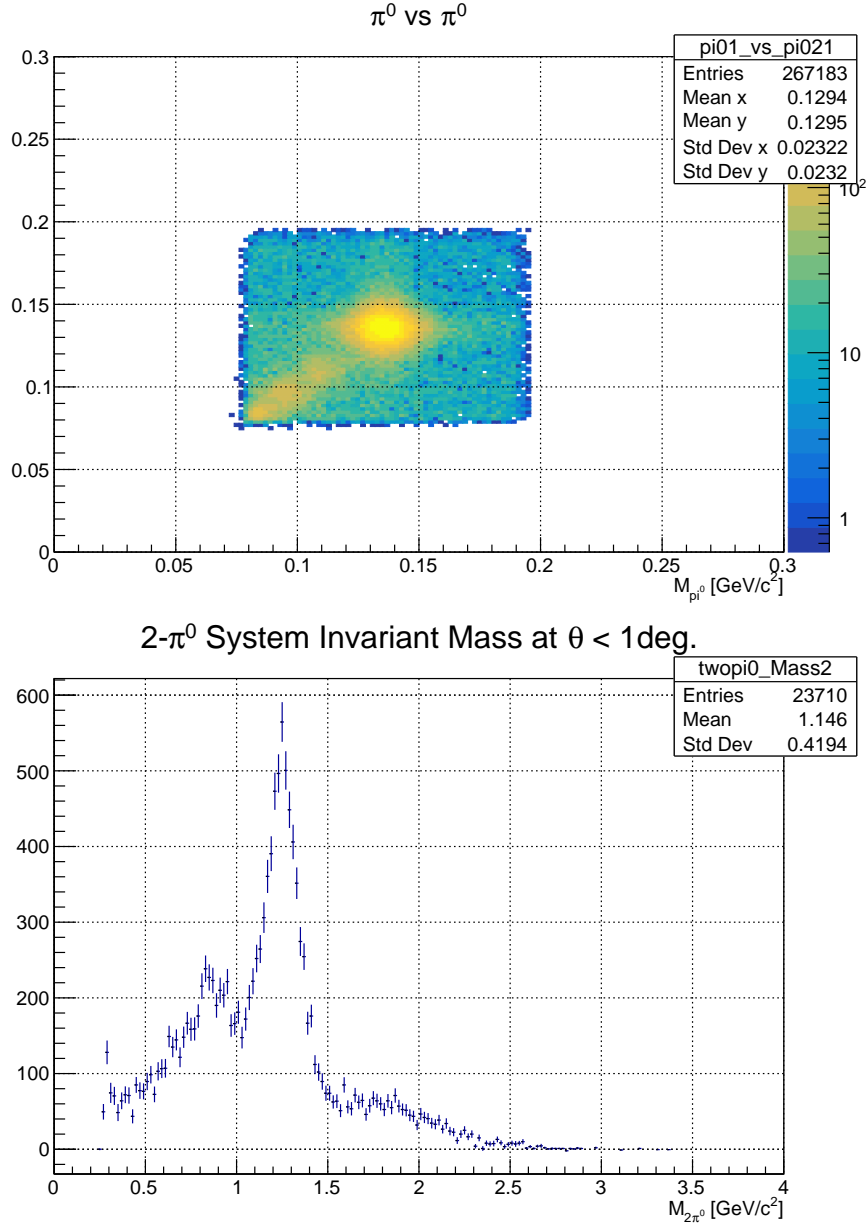 π⁰ vs π⁰
pi01_vs_pi021
Entries 267183
Mean x 0.1294
Mean y 0.1295
Std Dev x 0.02322
Std Dev y 0.0232
0.3
0.25
0.2
0.15
0.1
0.05
0
10²
10
1
0 0.05 0.1 0.15 0.2 0.25 0.3
M_pi⁰ [GeV/c²]
2-π⁰ System Invariant Mass at θ < 1deg.
twopi0_Mass2
Entries 23710
Mean 1.146
Std Dev 0.4194
600
500
400
300
200
100
0
0 0.5 1 1.5 2 2.5 3 3.5 4
M_2π⁰ [GeV/c²]